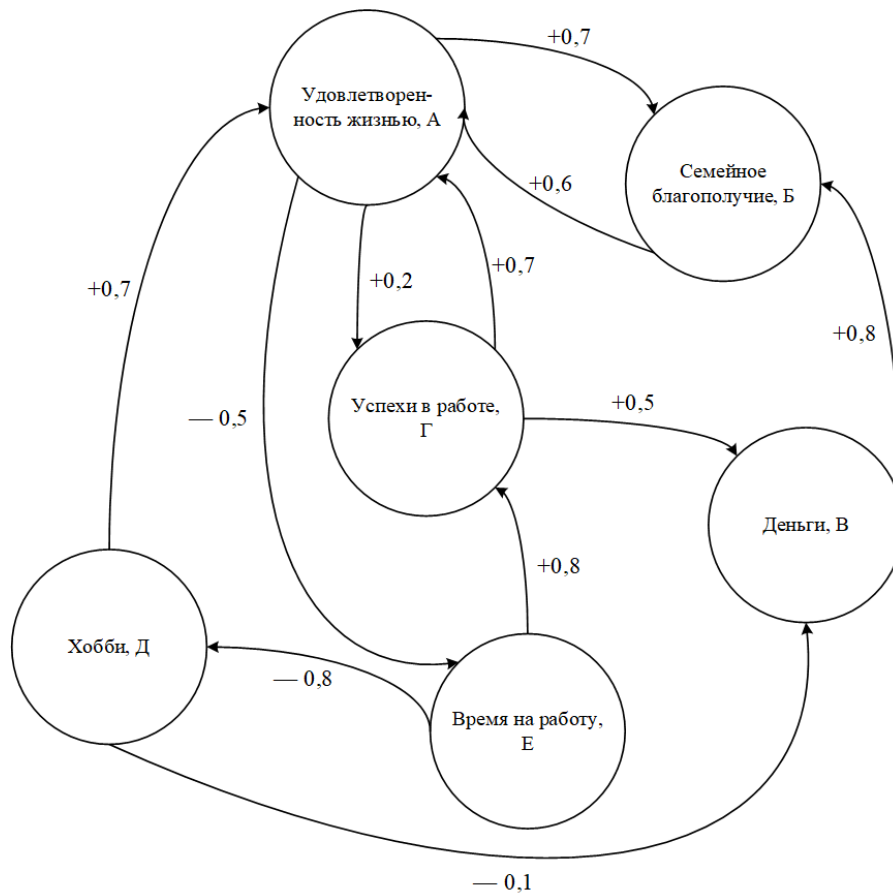 +0,7
Удовлетворен-
ность жизнью, А
Семейное
благополучие, Б
+0,6
+0,7
+0,7
+0,2
+0,8
Успехи в работе,
Г
+0,5
— 0,5
Деньги, В
+0,8
Хобби, Д
— 0,8
Время на работу,
Е
— 0,1